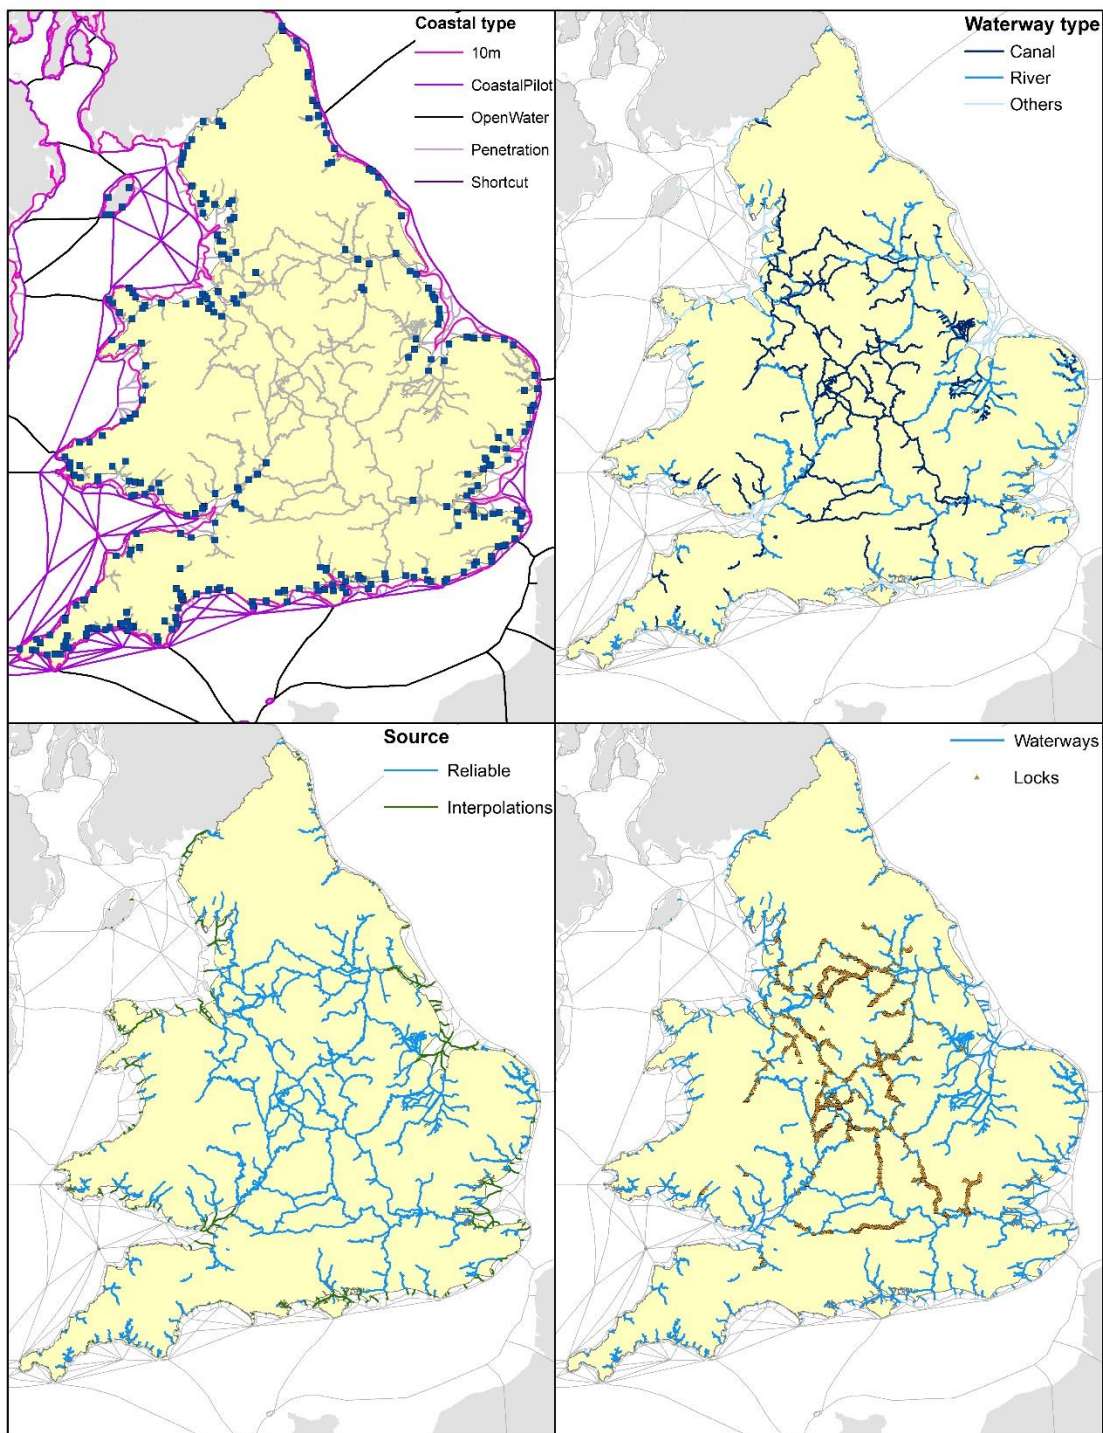 Coastal type
10m
CoastalPilot
OpenWater
Penetration
Shortcut
Waterway type
Canal
River
Others
Source
Reliable
Interpolations
Waterways
Locks